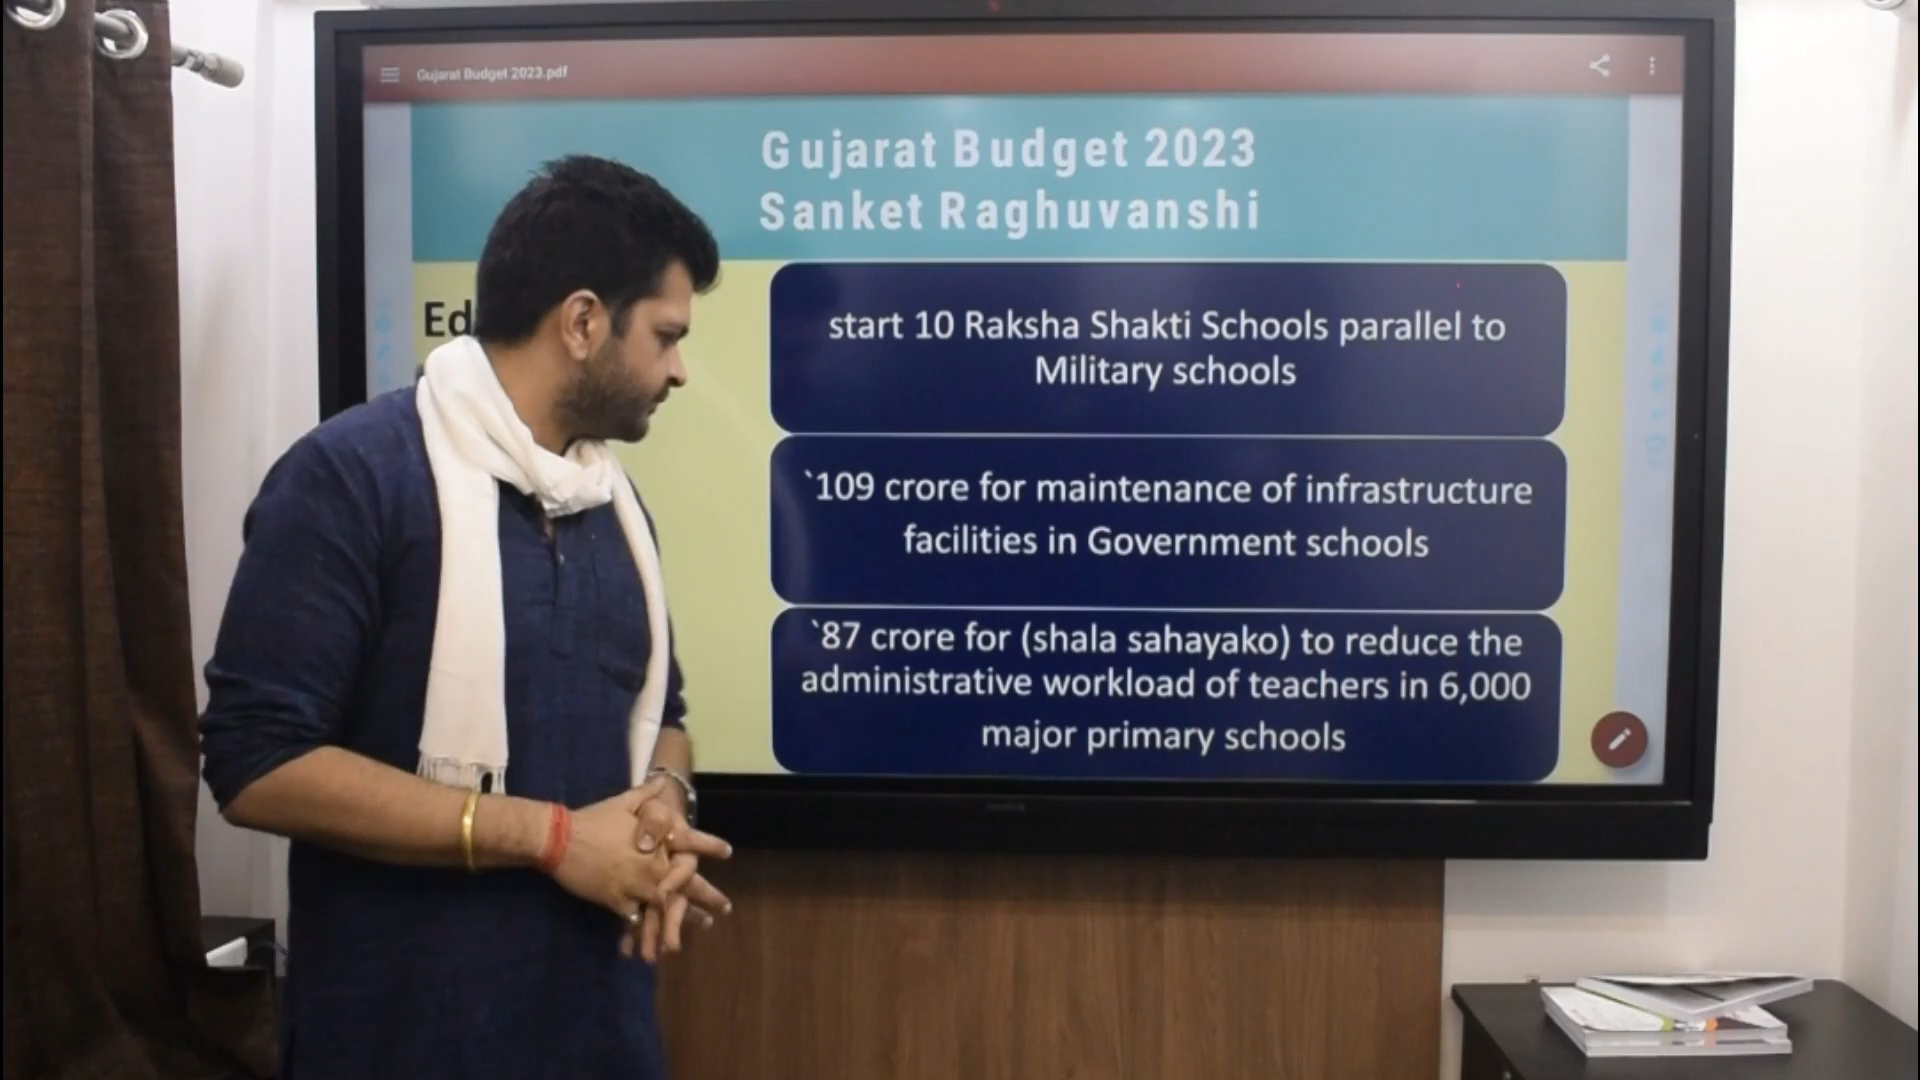 Gujarat Budget 2023.pdf
Gujarat Budget 2023
Sanket Raghuvanshi
start 10 Raksha Shakti Schools parallel to
Military schools
`109 crore for maintenance of infrastructure
facilities in Government schools
`87 crore for (shala sahayako) to reduce the
administrative workload of teachers in 6,000
major primary schools